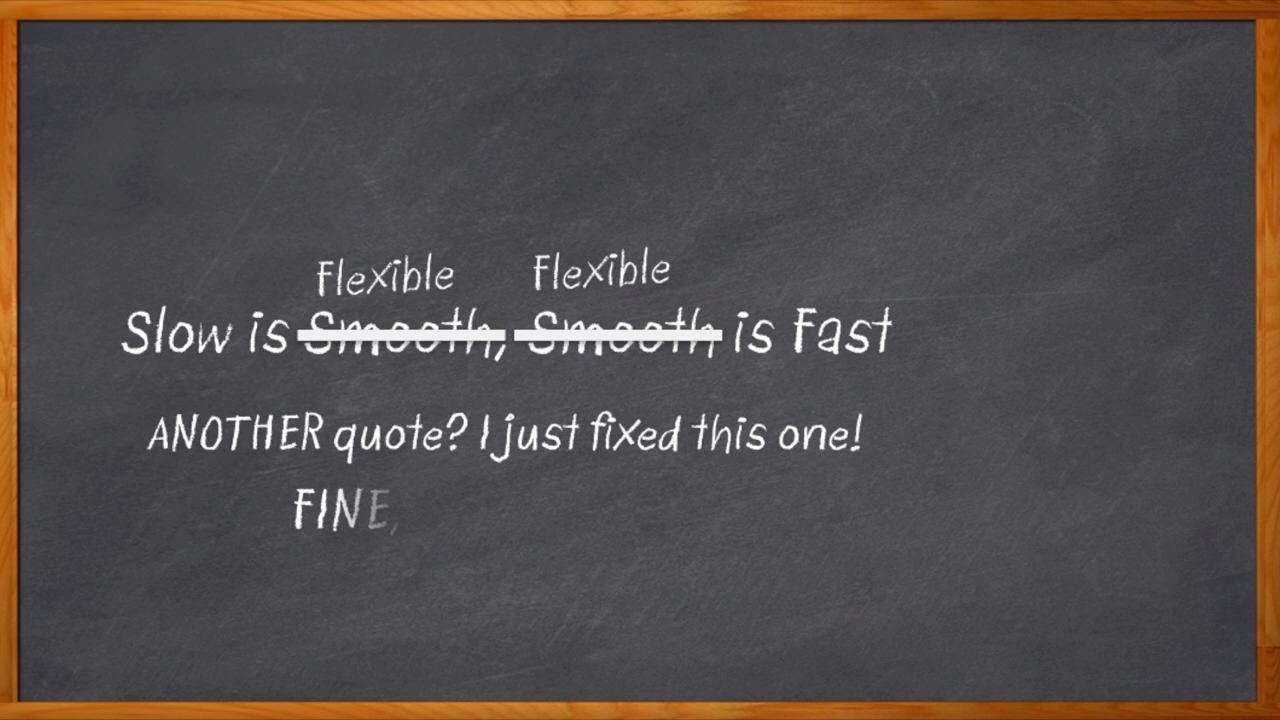 Flexible Flexible
Slow is Smooth, Smooth is Fast
ANOTHER quote? I just fixed this one!
FINE,